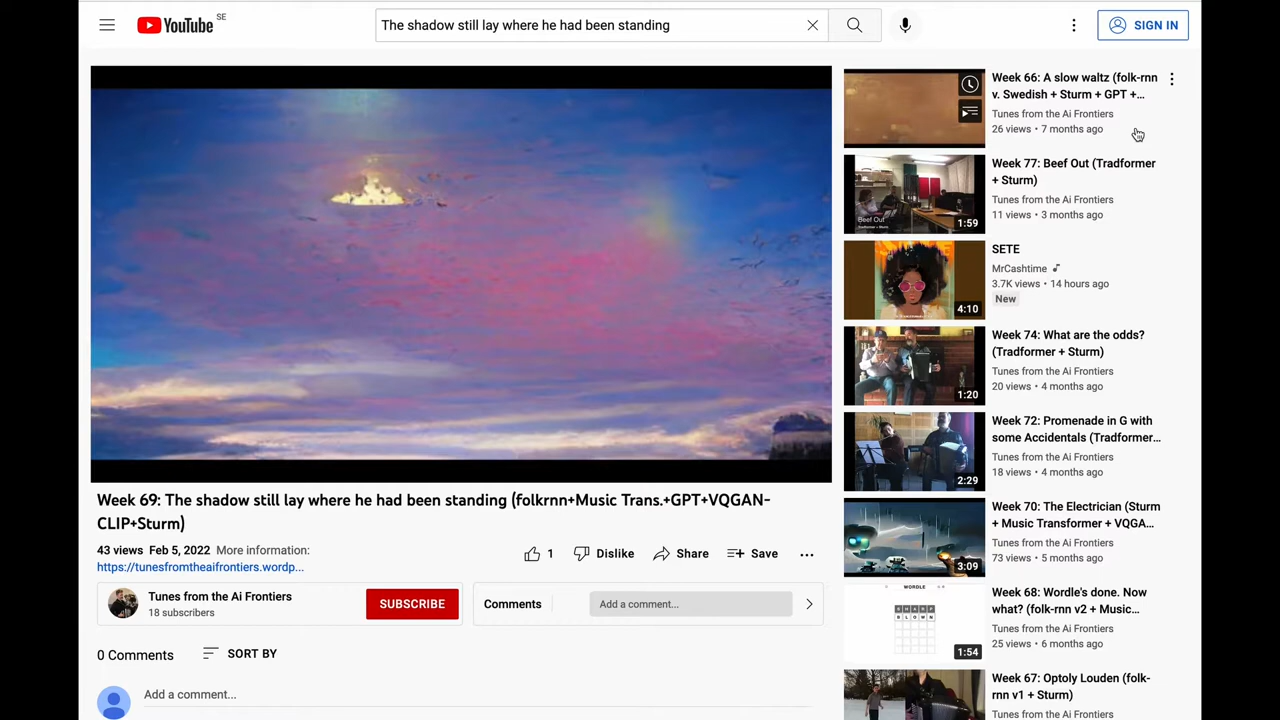 YouTube SE
The shadow still lay where he had been standing
SIGN IN
Week 69: The shadow still lay where he had been standing (folkrnn+Music Trans.+GPT+VQGAN-
CLIP+Sturm)
43 views Feb 5, 2022 More information:
https://tunesfromtheaifrontiers.wordp...
1
Dislike
Share
Save
Tunes from the Ai Frontiers
18 subscribers
SUBSCRIBE
Comments
Add a comment...
0 Comments
SORT BY
Add a comment...
Week 66: A slow waltz (folk-rnn
v. Swedish + Sturm + GPT +...
Tunes from the Ai Frontiers
26 views • 7 months ago
Beef Out
1:59
Week 77: Beef Out (Tradformer
+ Sturm)
Tunes from the Ai Frontiers
11 views • 3 months ago
4:10
SETE
MrCashtime
3.7K views • 14 hours ago
New
1:20
Week 74: What are the odds?
(Tradformer + Sturm)
Tunes from the Ai Frontiers
20 views • 4 months ago
2:29
Week 72: Promenade in G with
some Accidentals (Tradformer...
Tunes from the Ai Frontiers
18 views • 4 months ago
3:09
Week 70: The Electrician (Sturm
+ Music Transformer + VQGA...
Tunes from the Ai Frontiers
73 views • 5 months ago
WORDLE
1:54
Week 68: Wordle's done. Now
what? (folk-rnn v2 + Music...
Tunes from the Ai Frontiers
25 views • 6 months ago
Week 67: Optoly Louden (folk-
rnn v1 + Sturm)
Tunes from the Ai Frontiers